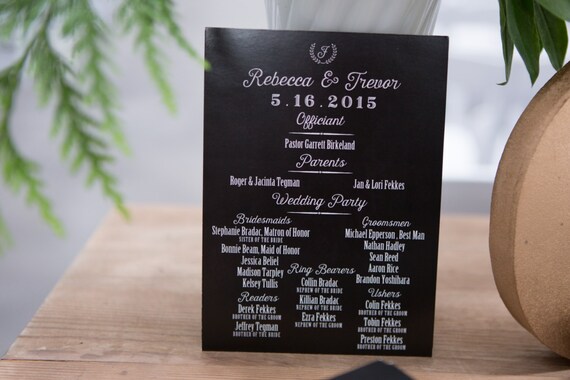 F
Rebecca & Trevor
5.16.2015
Officiant
Pastor Garrett Birkeland
Parents
Roger & Jacinta Tegman
Jan & Lori Fekkes
Wedding Party
Bridesmaids
Stephanie Bradac, Matron of Honor
SISTER OF THE BRIDE
Bonnie Beam, Maid of Honor
Jessica Beliel
Madison Tarpley
Kelsey Tullis
Groomsmen
Michael Epperson, Best Man
Nathan Hadley
Sean Reed
Aaron Rice
Brandon Yoshihara
Ring Bearers
Collin Bradac
NEPHEW OF THE BRIDE
Killian Bradac
NEPHEW OF THE BRIDE
Ezra Fekkes
NEPHEW OF THE GROOM
Readers
Derek Fekkes
BROTHER OF THE GROOM
Jeffrey Tegman
BROTHER OF THE BRIDE
Ushers
Colin Fekkes
BROTHER OF THE GROOM
Tobin Fekkes
BROTHER OF THE GROOM
Preston Fekkes
BROTHER OF THE GROOM